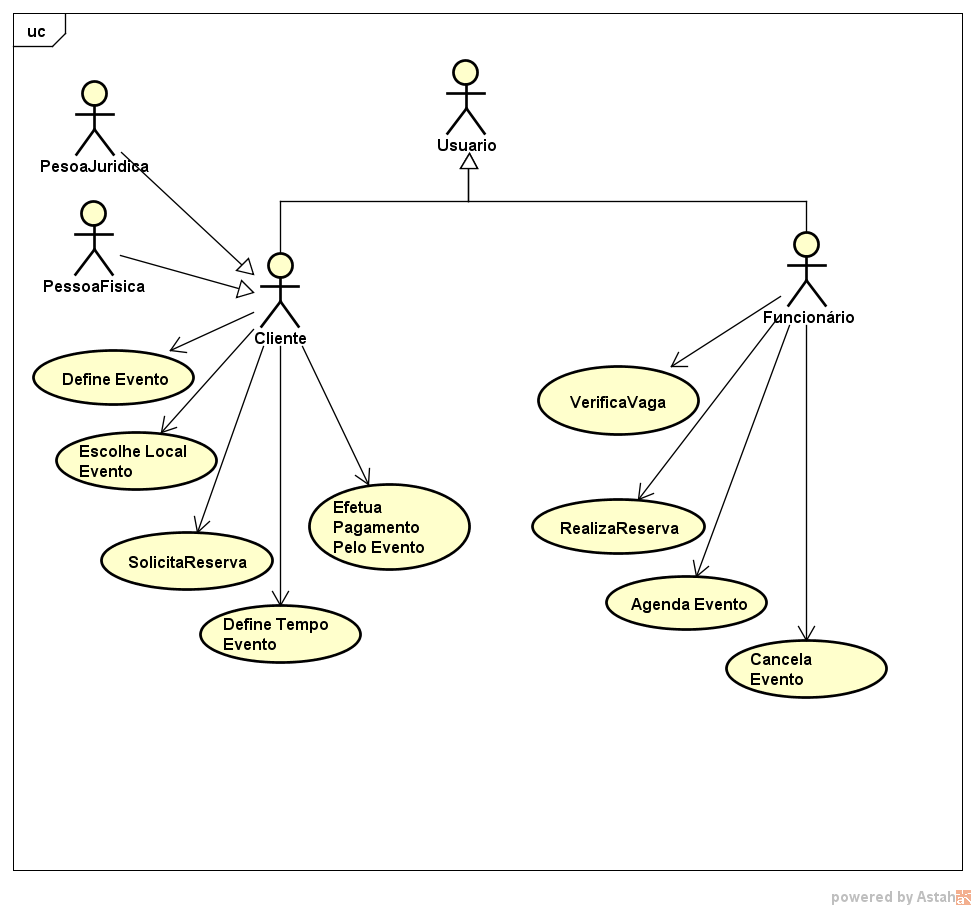 uc
Usuario
PesoaJuridica
PessoaFisica
Cliente
Funcionário
Define Evento
VerificaVaga
Escolhe Local
Evento
Efetua
Pagamento
Pelo Evento
RealizaReserva
SolicitaReserva
Agenda Evento
Define Tempo
Evento
Cancela
Evento
powered by Astah